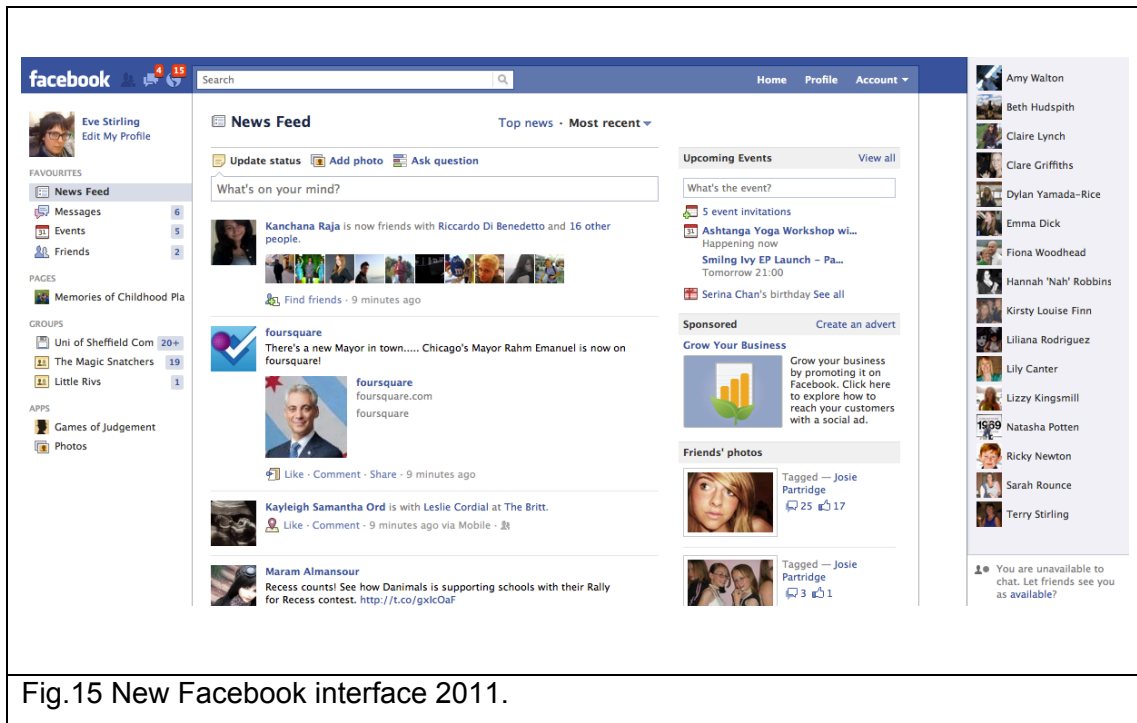 facebook
4
15
Search
Home Profile Account
Eve Stirling
Edit My Profile
FAVOURITES
News Feed
Messages 6
Events 5
Friends 2
PAGES
Memories of Childhood Pla
GROUPS
Uni of Sheffield Com 20+
The Magic Snatchers 19
Little Rivs 1
APPS
Games of Judgement
Photos
News Feed
Top news · Most recent
Update status Add photo Ask question
What's on your mind?
Kanchana Raja is now friends with Riccardo Di Benedetto and 16 other
people.
Find friends · 9 minutes ago
foursquare
There's a new Mayor in town..... Chicago's Mayor Rahm Emanuel is now on
foursquare!
foursquare
foursquare.com
foursquare
Like · Comment · Share · 9 minutes ago
Kayleigh Samantha Ord is with Leslie Cordial at The Britt.
Like · Comment · 9 minutes ago via Mobile ·
Maram Almansour
Recess counts! See how Danimals is supporting schools with their Rally
for Recess contest. http://t.co/gxlcOaF
Upcoming Events View all
What's the event?
5 event invitations
31
Ashtanga Yoga Workshop wi...
Happening now
Smilng Ivy EP Launch – Pa...
Tomorrow 21:00
Serina Chan's birthday See all
Sponsored Create an advert
Grow Your Business
Grow your business
by promoting it on
Facebook. Click here
to explore how to
reach your customers
with a social ad.
Friends' photos
Tagged — Josie
Partridge
25 17
Tagged — Josie
Partridge
3 1
Amy Walton
Beth Hudspith
Claire Lynch
Clare Griffiths
Dylan Yamada-Rice
Emma Dick
Fiona Woodhead
Hannah 'Nah' Robbins
Kirsty Louise Finn
Liliana Rodriguez
Lily Canter
Lizzy Kingsmill
1989
Natasha Potten
Ricky Newton
Sarah Rounce
Terry Stirling
You are unavailable to
chat. Let friends see you
as available?
Fig.15 New Facebook interface 2011.